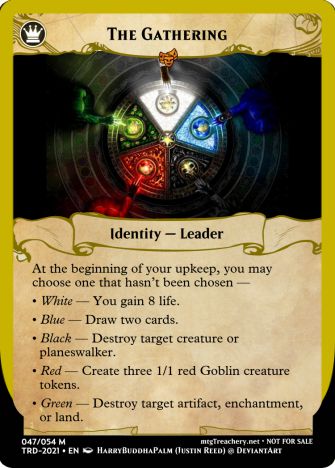 The Gathering
Identity — Leader
At the beginning of your upkeep, you may
choose one that hasn't been chosen —
• White — You gain 8 life.
• Blue — Draw two cards.
• Black — Destroy target creature or
planeswalker.
• Red — Create three 1/1 red Goblin creature
tokens.
• Green — Destroy target artifact, enchantment,
or land.
047/054 M
mtgTreachery.net • NOT FOR SALE
TRD-2021 • EN HarryBuddhaPalm (Justin Reed) @ DeviantArt